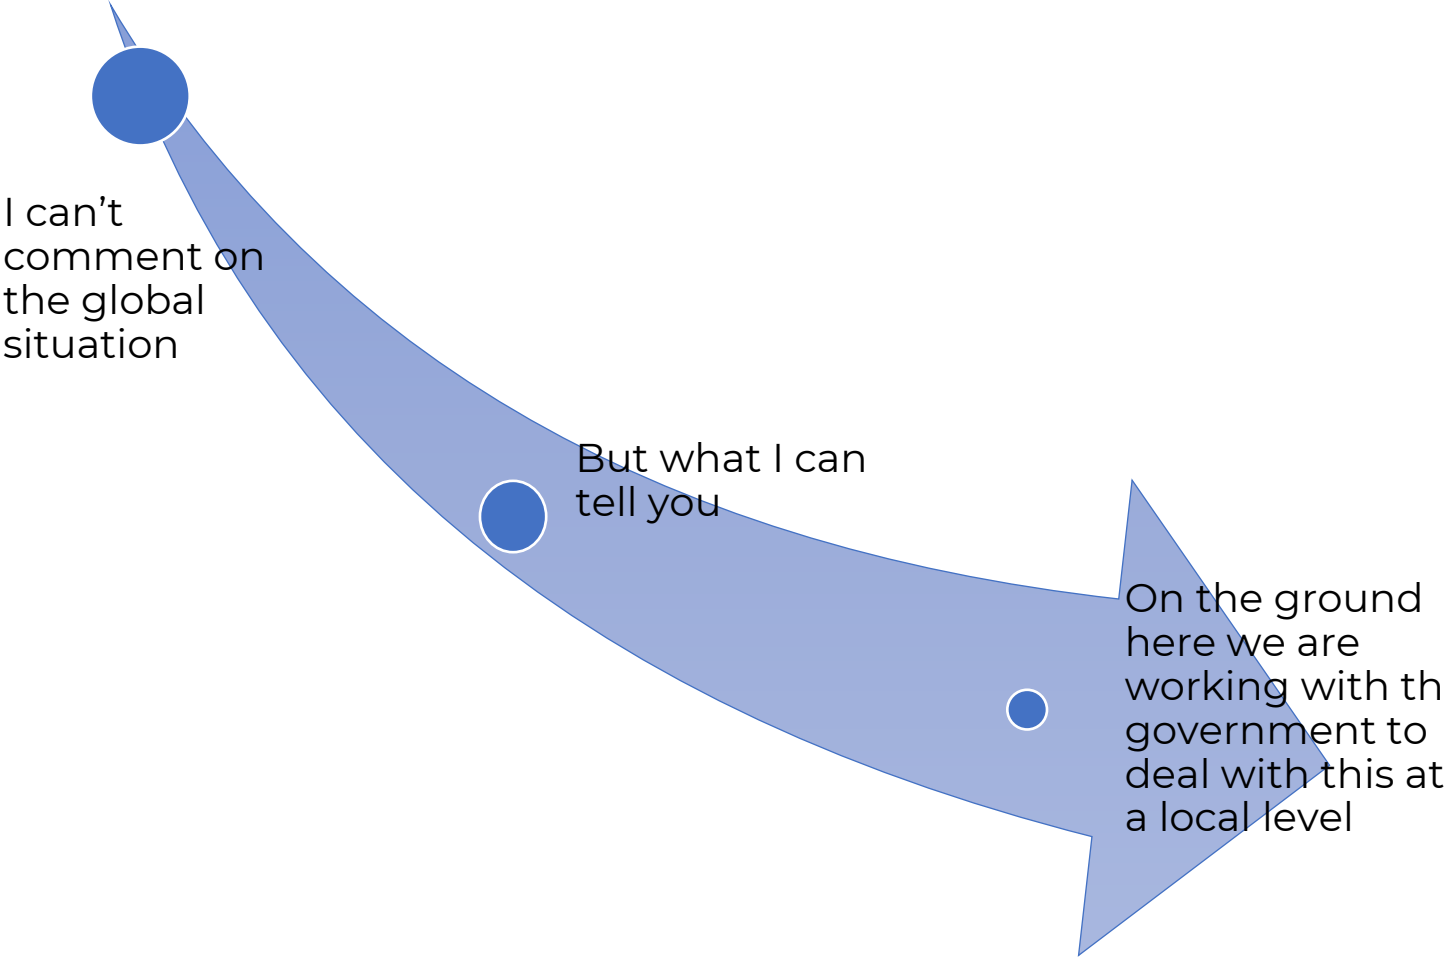 I can’t
comment on
the global
situation
But what I can
tell you
On the ground
here we are
working with th
government to
deal with this at
a local level